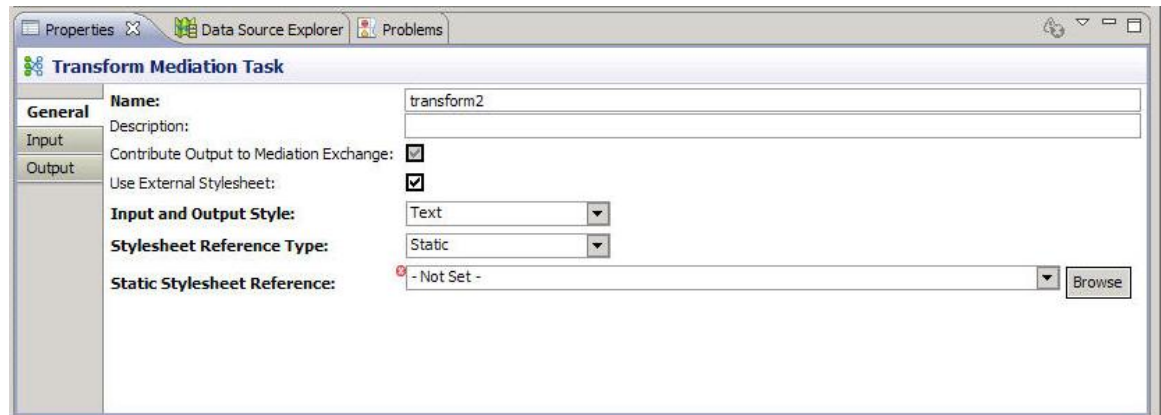 Properties Data Source Explorer Problems
Transform Mediation Task
General
Input
Output
Name: transform2
Description:
Contribute Output to Mediation Exchange:
Use External Stylesheet:
Input and Output Style: Text
Stylesheet Reference Type: Static
Static Stylesheet Reference: - Not Set - Browse